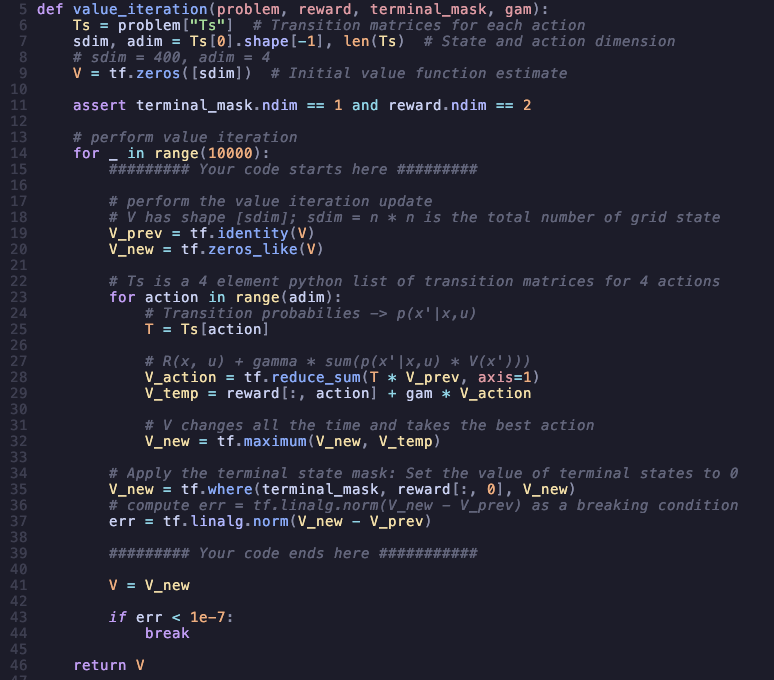 5 def value_iteration(problem, reward, terminal_mask, gam):
6     Ts = problem["Ts"]  # Transition matrices for each action
7     sdim, adim = Ts[0].shape[-1], len(Ts)  # State and action dimension
8     # sdim = 400, adim = 4
9     V = tf.zeros([sdim])  # Initial value function estimate
10
11     assert terminal_mask.ndim == 1 and reward.ndim == 2
12
13     # perform value iteration
14     for _ in range(10000):
15         ######### Your code starts here #########
16
17         # perform the value iteration update
18         # V has shape [sdim]; sdim = n * n is the total number of grid state
19         V_prev = tf.identity(V)
20         V_new = tf.zeros_like(V)
21
22         # Ts is a 4 element python list of transition matrices for 4 actions
23         for action in range(adim):
24             # Transition probabilies -> p(x'|x,u)
25             T = Ts[action]
26
27             # R(x, u) + gamma * sum(p(x'|x,u) * V(x')))
28             V_action = tf.reduce_sum(T * V_prev, axis=1)
29             V_temp = reward[:, action] + gam * V_action
30
31             # V changes all the time and takes the best action
32             V_new = tf.maximum(V_new, V_temp)
33
34         # Apply the terminal state mask: Set the value of terminal states to 0
35         V_new = tf.where(terminal_mask, reward[:, 0], V_new)
36         # compute err = tf.linalg.norm(V_new - V_prev) as a breaking condition
37         err = tf.linalg.norm(V_new - V_prev)
38
39         ######### Your code ends here ###########
40
41         V = V_new
42
43         if err < 1e-7:
44             break
45
46     return V
47